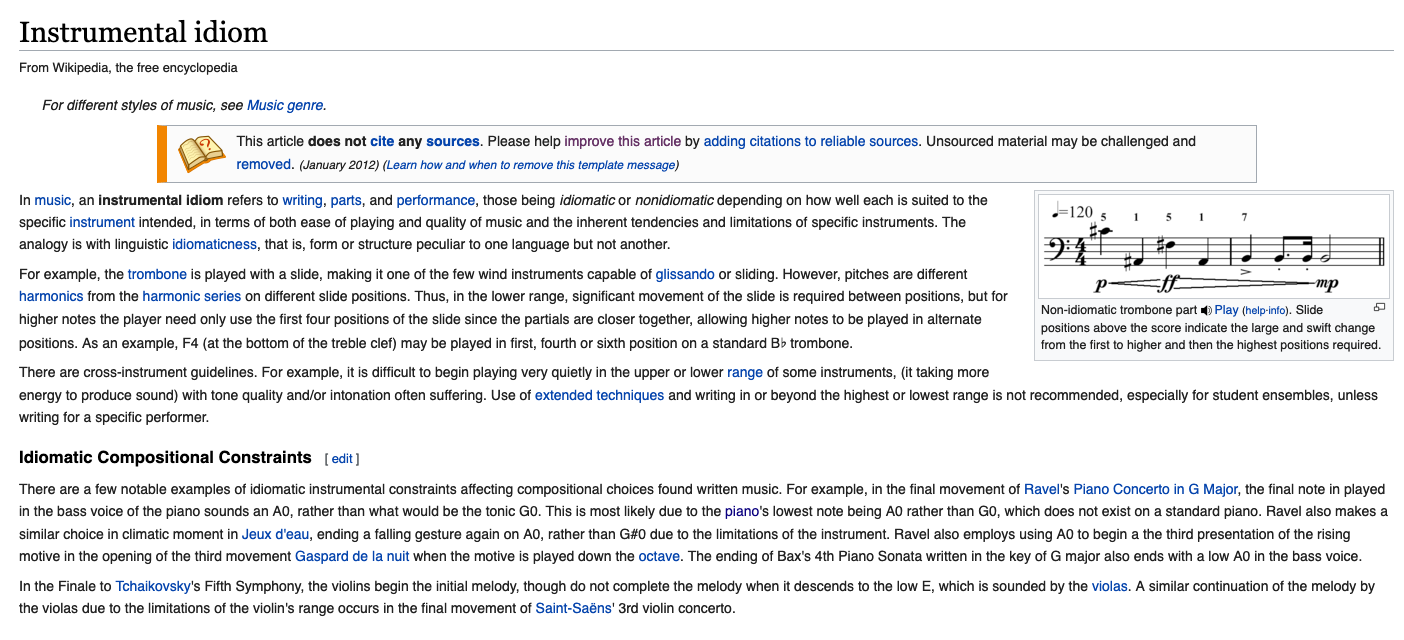 Instrumental idiom
From Wikipedia, the free encyclopedia
For different styles of music, see Music genre.
This article does not cite any sources. Please help improve this article by adding citations to reliable sources. Unsourced material may be challenged and
removed. (January 2012) (Learn how and when to remove this template message)
In music, an instrumental idiom refers to writing, parts, and performance, those being idiomatic or nonidiomatic depending on how well each is suited to the
specific instrument intended, in terms of both ease of playing and quality of music and the inherent tendencies and limitations of specific instruments. The
analogy is with linguistic idiomaticness, that is, form or structure peculiar to one language but not another.
For example, the trombone is played with a slide, making it one of the few wind instruments capable of glissando or sliding. However, pitches are different
harmonics from the harmonic series on different slide positions. Thus, in the lower range, significant movement of the slide is required between positions, but for
higher notes the player need only use the first four positions of the slide since the partials are closer together, allowing higher notes to be played in alternate
positions. As an example, F4 (at the bottom of the treble clef) may be played in first, fourth or sixth position on a standard B♭ trombone.
There are cross-instrument guidelines. For example, it is difficult to begin playing very quietly in the upper or lower range of some instruments, (it taking more
energy to produce sound) with tone quality and/or intonation often suffering. Use of extended techniques and writing in or beyond the highest or lowest range is not recommended, especially for student ensembles, unless
writing for a specific performer.
♩=120 5 1 5 1 7
4
4
p ff mp
Non-idiomatic trombone part Play (help·info). Slide
positions above the score indicate the large and swift change
from the first to higher and then the highest positions required.
Idiomatic Compositional Constraints [ edit ]
There are a few notable examples of idiomatic instrumental constraints affecting compositional choices found written music. For example, in the final movement of Ravel's Piano Concerto in G Major, the final note in played
in the bass voice of the piano sounds an A0, rather than what would be the tonic G0. This is most likely due to the piano's lowest note being A0 rather than G0, which does not exist on a standard piano. Ravel also makes a
similar choice in climatic moment in Jeux d'eau, ending a falling gesture again on A0, rather than G#0 due to the limitations of the instrument. Ravel also employs using A0 to begin a the third presentation of the rising
motive in the opening of the third movement Gaspard de la nuit when the motive is played down the octave. The ending of Bax's 4th Piano Sonata written in the key of G major also ends with a low A0 in the bass voice.
In the Finale to Tchaikovsky's Fifth Symphony, the violins begin the initial melody, though do not complete the melody when it descends to the low E, which is sounded by the violas. A similar continuation of the melody by
the violas due to the limitations of the violin's range occurs in the final movement of Saint-Saëns' 3rd violin concerto.